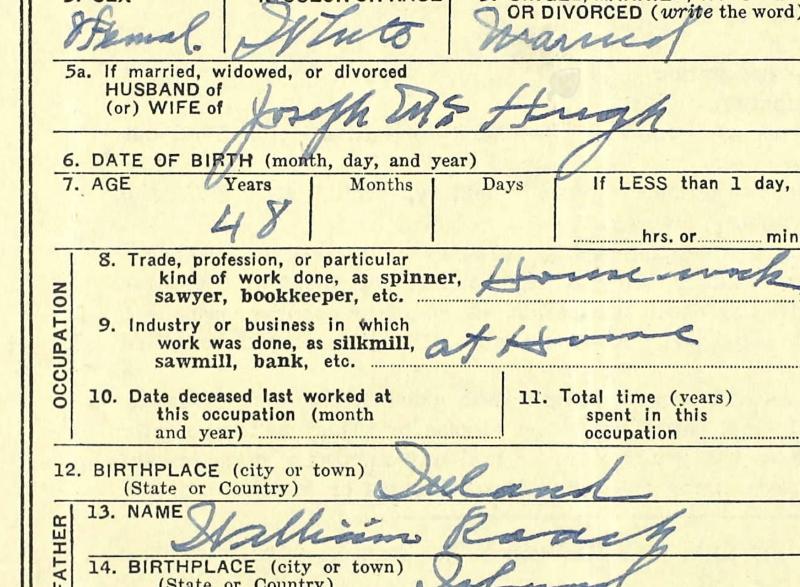 OR DIVORCED (write the word)
Femal. White Married
5a. If married, widowed, or divorced
HUSBAND of
(or) WIFE of Joseph Mc Hugh
6. DATE OF BIRTH (month, day, and year)
7. AGE Years Months Days If LESS than 1 day,
48
hrs. or min
OCCUPATION
8. Trade, profession, or particular
kind of work done, as spinner,
sawyer, bookkeeper, etc. Housework
9. Industry or business in which
work was done, as silkmill,
sawmill, bank, etc. at Home
10. Date deceased last worked at
this occupation (month
and year)
11. Total time (years)
spent in this
occupation
12. BIRTHPLACE (city or town)
(State or Country) Ireland
FATHER
13. NAME William
14. BIRTHPLACE (city or town)
(State or Country) Ireland